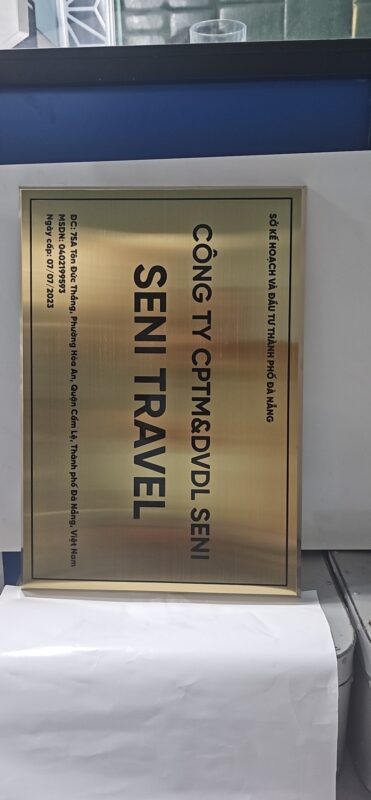 SỞ KẾ HOẠCH VÀ ĐẦU TƯ THÀNH PHỐ ĐÀ NẴNG
CÔNG TY CPTM&DVDL SENI
SENI TRAVEL
ĐC: 75A Tôn Đức Thắng, Phường Hòa An, Quận Cẩm Lệ, Thành phố Đà Nẵng, Việt Nam
MSDN: 0402199593
Ngày cấp: 07/07/2023